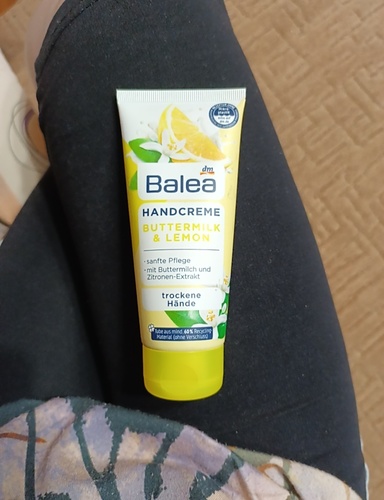 dm
Balea
HANDCREME
BUTTERMILK
& LEMON
- sanfte Pflege
- mit Buttermilch und
Zitronen-Extrakt
trockene
Hände
Tube aus mind. 60% Recycling
Material (ohne Verschluss)